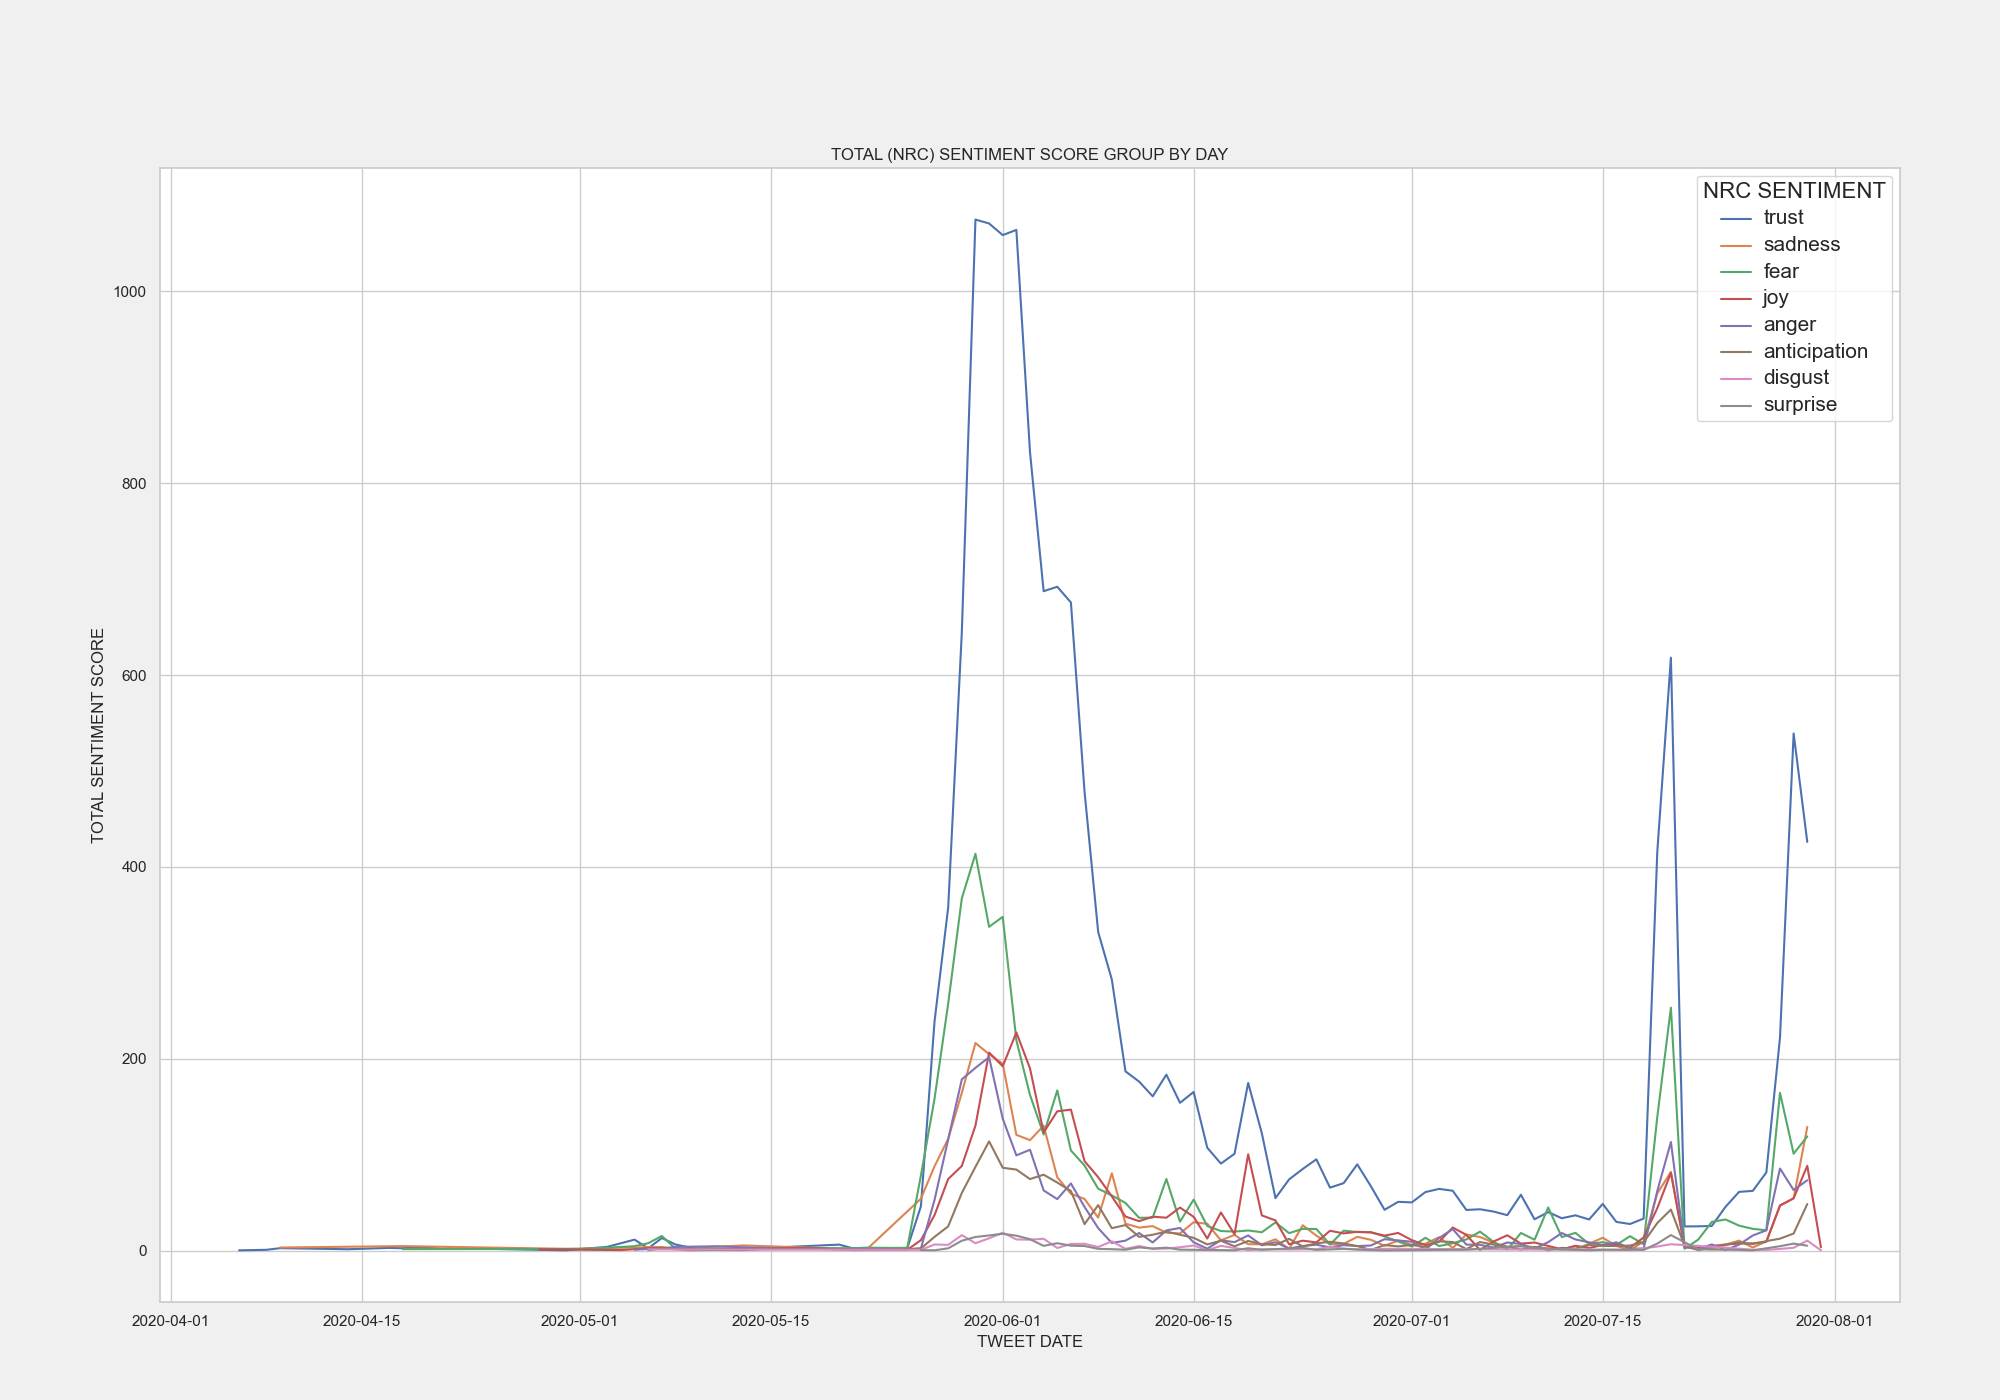 TOTAL (NRC) SENTIMENT SCORE GROUP BY DAY
NRC SENTIMENT
trust
sadness
fear
joy
anger
anticipation
disgust
surprise
TOTAL SENTIMENT SCORE
1000
800
600
400
200
0
2020-04-01
2020-04-15
2020-05-01
2020-05-15
2020-06-01
2020-06-15
2020-07-01
2020-07-15
2020-08-01
TWEET DATE